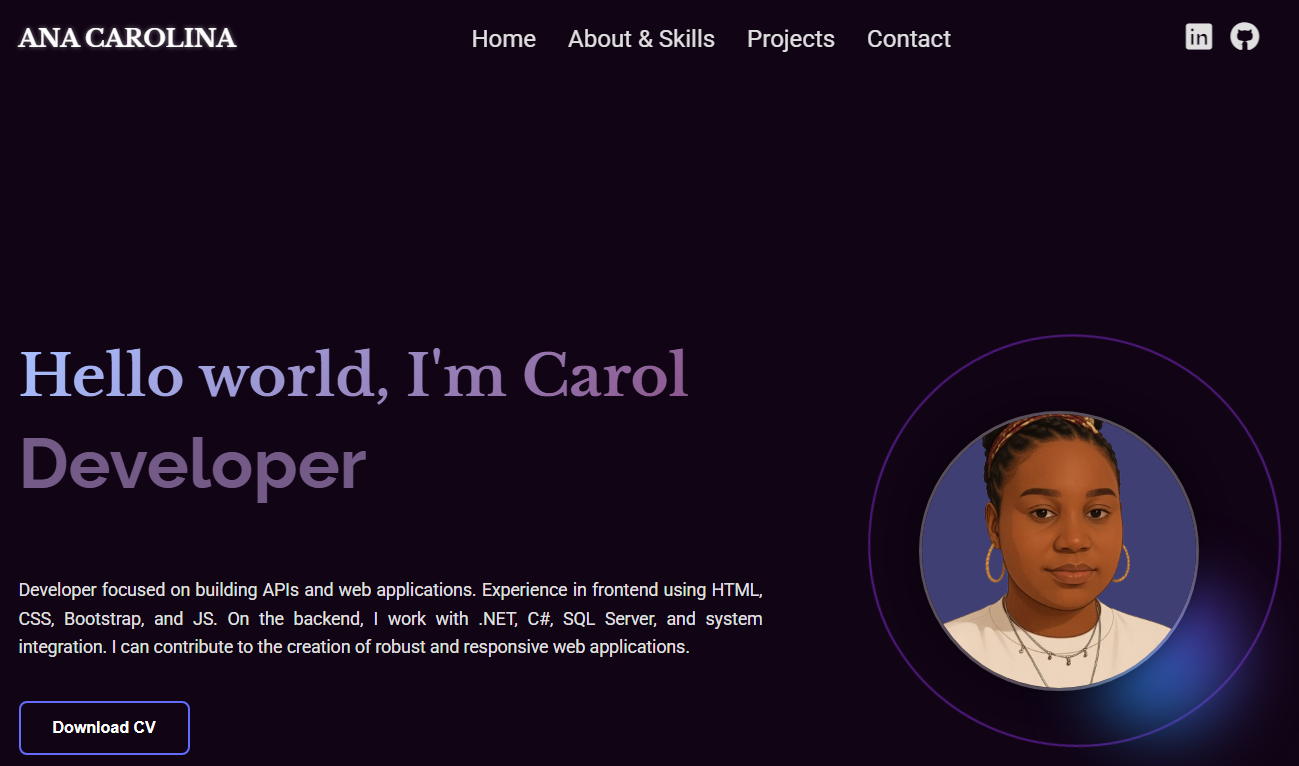 ANA CAROLINA
Home About & Skills Projects Contact
in
Hello world, I'm Carol
Developer
Developer focused on building APIs and web applications. Experience in frontend using HTML,
CSS, Bootstrap, and JS. On the backend, I work with .NET, C#, SQL Server, and system
integration. I can contribute to the creation of robust and responsive web applications.
Download CV